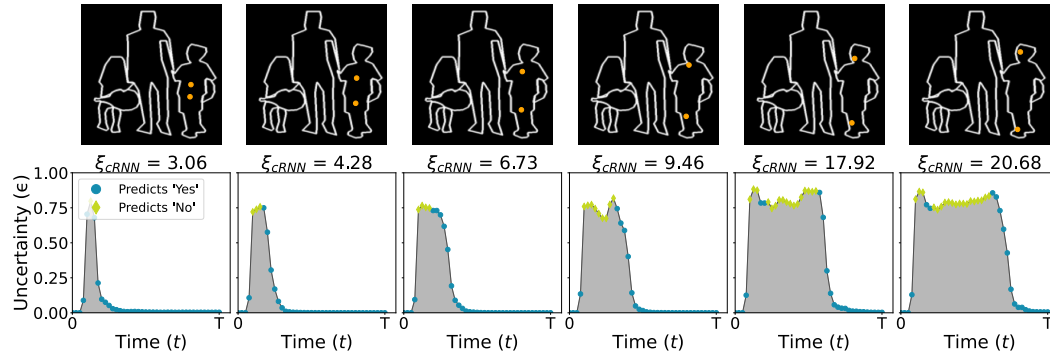 ξcRNN = 3.06
ξcRNN = 4.28
ξcRNN = 6.73
ξcRNN = 9.46
ξcRNN = 17.92
ξcRNN = 20.68
Uncertainty (ϵ)
1.00
0.75
0.50
0.25
0.00
Predicts 'Yes'
Predicts 'No'
0 T
0 T
0 T
0 T
0 T
0 T
Time (t)
Time (t)
Time (t)
Time (t)
Time (t)
Time (t)